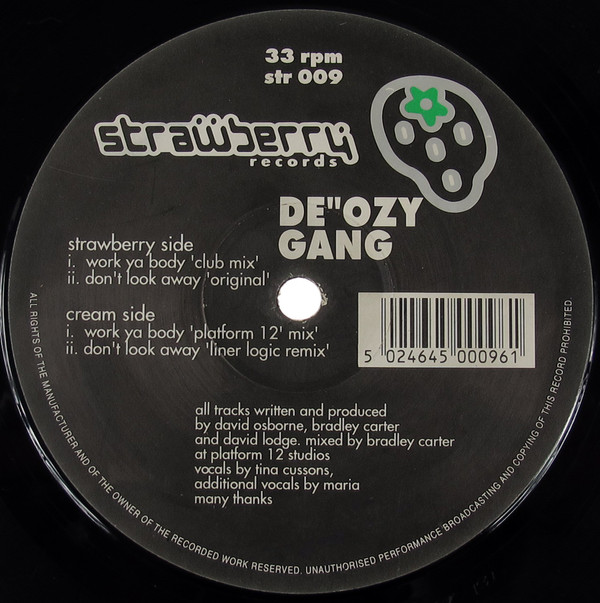 33 rpm
str 009
strawberry
records
DE"OZY
GANG
strawberry side
i. work ya body 'club mix'
ii. don't look away 'original'
cream side
i. work ya body 'platform 12' mix'
ii. don't look away 'liner logic remix'
5 024645 000961
all tracks written and produced
by david osborne, bradley carter
and david lodge. mixed by bradley carter
at platform 12 studios
vocals by tina cussons,
additional vocals by maria
many thanks
ALL RIGHTS OF THE MANUFACTURER AND OF THE OWNER OF THE RECORDED WORK RESERVED. UNAUTHORISED PERFORMANCE BROADCASTING AND COPYING OF THIS RECORD PROHIBITED